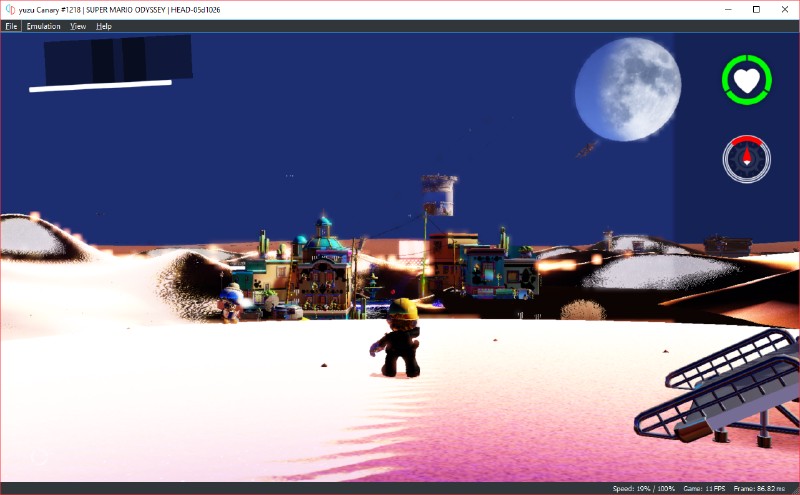 yuzu Canary #1218 | SUPER MARIO ODYSSEY | HEAD-05d1026
File Emulation View Help
Speed: 19% / 100% Game: 11 FPS Frame: 86.82 ms